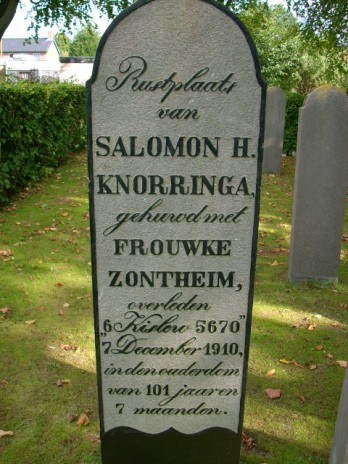 Rustplaats
van
SALOMON H.
KNORRINGA,
gehuwd met
FROUWKE
ZONTHEIM,
overleden
"6 Kislew 5670"
7 December 1910,
in den ouderdom
van 101 jaaren
7 maanden.